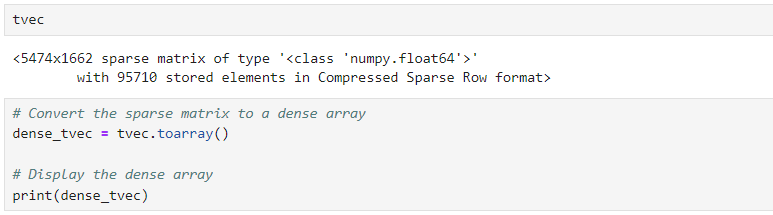 tvec
<5474x1662 sparse matrix of type '<class 'numpy.float64'>'
        with 95710 stored elements in Compressed Sparse Row format>
# Convert the sparse matrix to a dense array
dense_tvec = tvec.toarray()
# Display the dense array
print(dense_tvec)